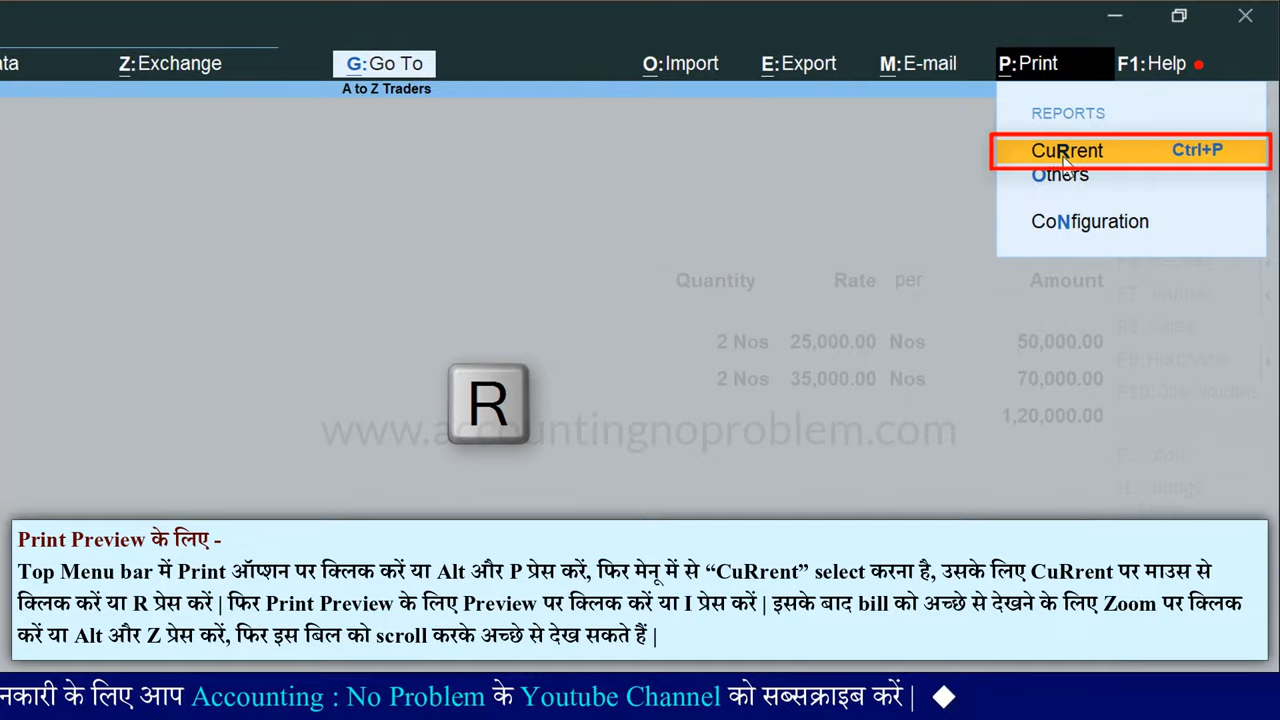 ata
Z:Exchange
G:Go To
O:Import
E:Export
M:E-mail
P:Print
F1:Help
A to Z Traders
REPORTS
CuRrent Ctrl+P
Others
CoNfiguration
Quantity Rate per Amount
2 Nos 25,000.00 Nos 50,000.00
2 Nos 35,000.00 Nos 70,000.00
1,20,000.00
R
www.accountingnoproblem.com
Print Preview के लिए -
Top Menu bar में Print ऑप्शन पर क्लिक करें या Alt और P प्रेस करें, फिर मेनू में से “CuRrent” select करना है, उसके लिए CuRrent पर माउस से
क्लिक करें या R प्रेस करें | फिर Print Preview के लिए Preview पर क्लिक करें या I प्रेस करें | इसके बाद bill को अच्छे से देखने के लिए Zoom पर क्लिक
करें या Alt और Z प्रेस करें, फिर इस बिल को scroll करके अच्छे से देख सकते हैं |
नकारी के लिए आप Accounting : No Problem के Youtube Channel को सब्सक्राइब करें |